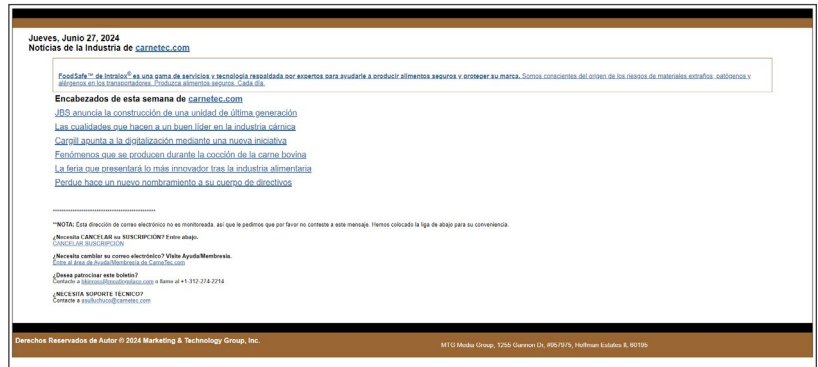 Jueves, Junio 27, 2024
Noticias de la Industria de carnetec.com
FoodSafe™ de Intralox® es una gama de servicios y tecnología respaldada por expertos para ayudarle a producir alimentos seguros y proteger su marca. Somos conscientes del origen de los riesgos de materiales extraños, patógenos y
alérgenos en los transportadores. Produzca alimentos seguros. Cada día.
Encabezados de esta semana de carnetec.com
JBS anuncia la construcción de una unidad de última generación
Las cualidades que hacen a un buen líder en la industria cárnica
Cargill apunta a la digitalización mediante una nueva iniciativa
Fenómenos que se producen durante la cocción de la carne bovina
La feria que presentará lo más innovador tras la industria alimentaria
Perdue hace un nuevo nombramiento a su cuerpo de directivos
**NOTA: Esta dirección de correo electrónico no es monitoreada, así que le pedimos que por favor no conteste a este mensaje. Hemos colocado la liga de abajo para su conveniencia.
¿Necesita CANCELAR su SUSCRIPCIÓN? Entre abajo.
CANCELAR SUSCRIPCIÓN
¿Necesita cambiar su correo electrónico? Visite Ayuda/Membresía.
Entre al área de Ayuda/Membresía de CarneTec.com
¿Desea patrocinar este boletín?
Contacte a o llame al +1-312-274-2214
¿NECESITA SOPORTE TÉCNICO?
Contacte a
Derechos Reservados de Autor © 2024 Marketing & Technology Group, Inc.
MTG Media Group, 1255 Gannon Dr, #957975, Hoffman Estates IL 60195